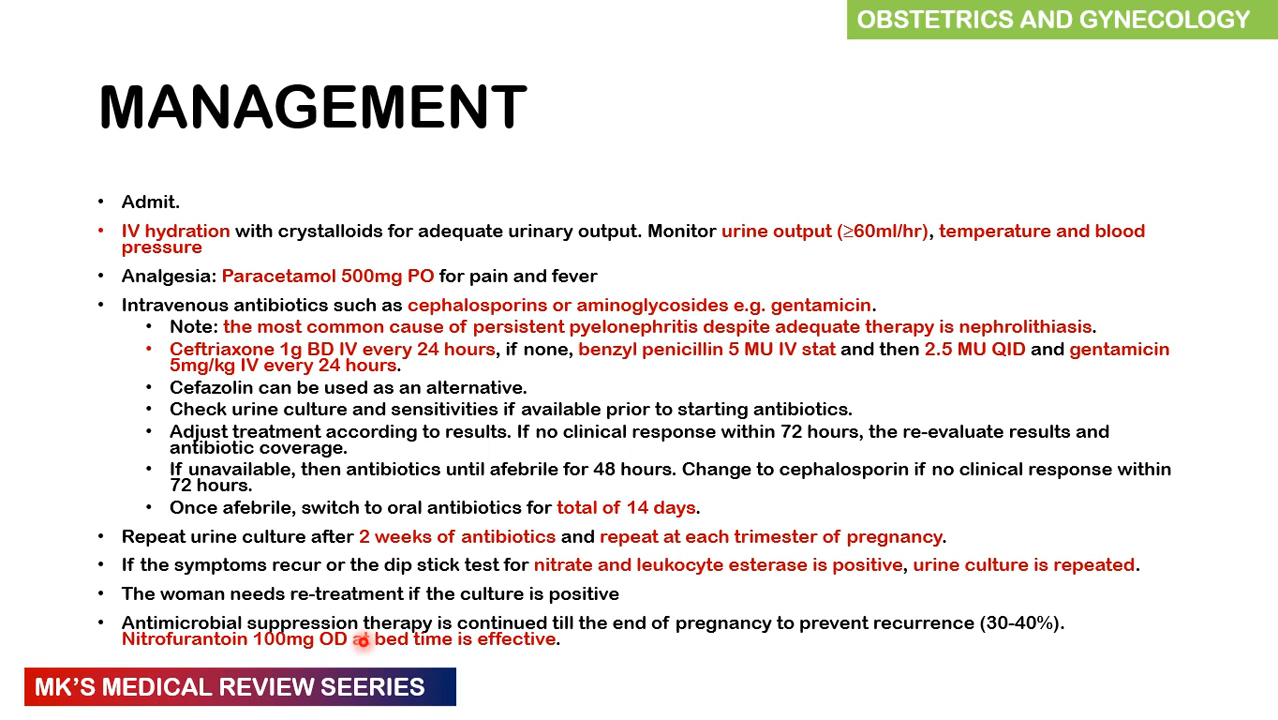 OBSTETRICS AND GYNECOLOGY
MANAGEMENT
• Admit.
• IV hydration with crystalloids for adequate urinary output. Monitor urine output (≥60ml/hr), temperature and blood
pressure
• Analgesia: Paracetamol 500mg PO for pain and fever
• Intravenous antibiotics such as cephalosporins or aminoglycosides e.g. gentamicin.
• Note: the most common cause of persistent pyelonephritis despite adequate therapy is nephrolithiasis.
• Ceftriaxone 1g BD IV every 24 hours, if none, benzyl penicillin 5 MU IV stat and then 2.5 MU QID and gentamicin
5mg/kg IV every 24 hours.
• Cefazolin can be used as an alternative.
• Check urine culture and sensitivities if available prior to starting antibiotics.
• Adjust treatment according to results. If no clinical response within 72 hours, the re-evaluate results and
antibiotic coverage.
• If unavailable, then antibiotics until afebrile for 48 hours. Change to cephalosporin if no clinical response within
72 hours.
• Once afebrile, switch to oral antibiotics for total of 14 days.
• Repeat urine culture after 2 weeks of antibiotics and repeat at each trimester of pregnancy.
• If the symptoms recur or the dip stick test for nitrate and leukocyte esterase is positive, urine culture is repeated.
• The woman needs re-treatment if the culture is positive
• Antimicrobial suppression therapy is continued till the end of pregnancy to prevent recurrence (30-40%).
Nitrofurantoin 100mg OD bed time is effective.
MK'S MEDICAL REVIEW SEERIES